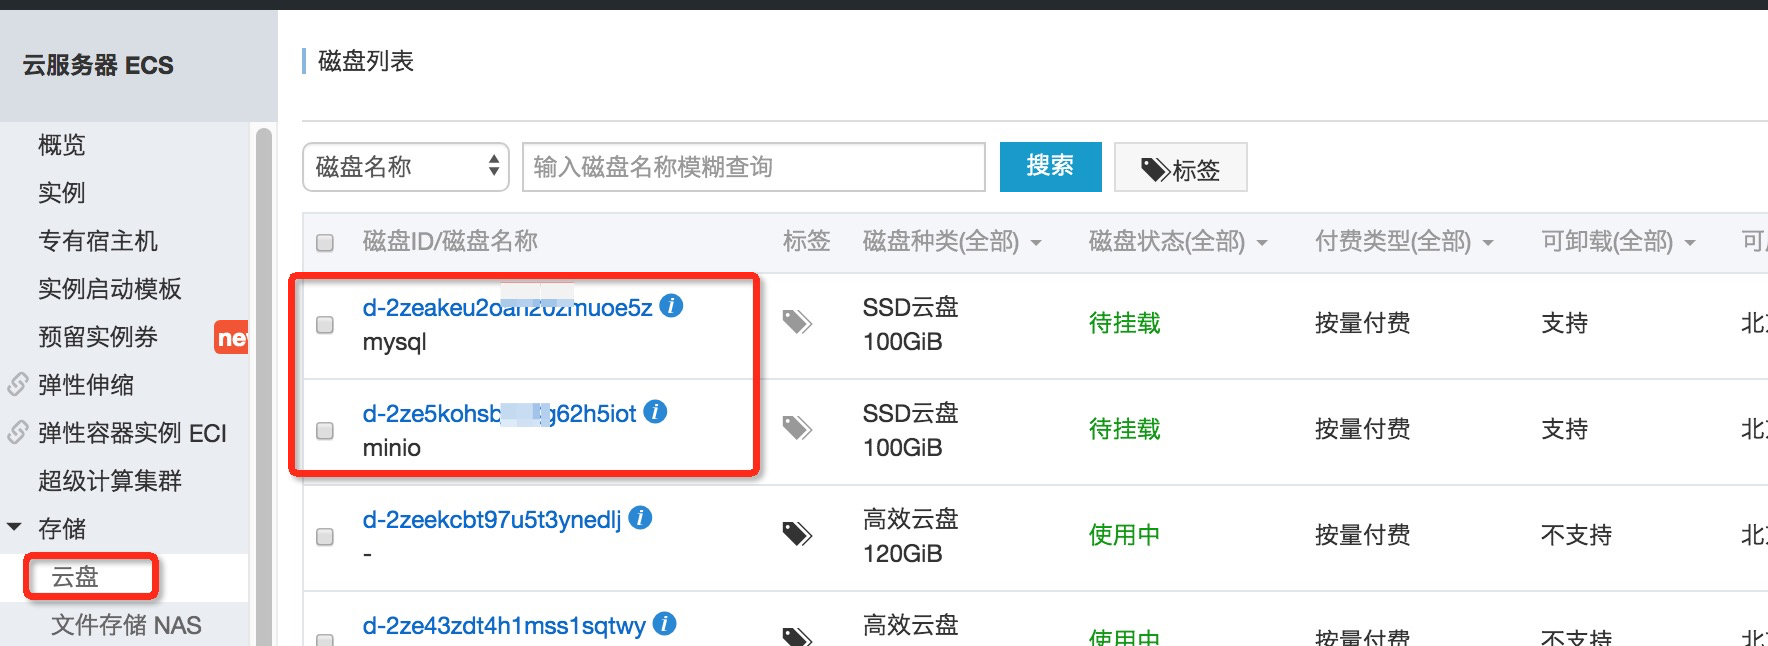 云服务器 ECS
概览
实例
专有宿主机
实例启动模板
预留实例券
new
弹性伸缩
弹性容器实例 ECI
超级计算集群
存储
云盘
文件存储 NAS
磁盘列表
磁盘名称
输入磁盘名称模糊查询
搜索
标签
磁盘ID/磁盘名称 标签 磁盘种类(全部) 磁盘状态(全部) 付费类型(全部) 可卸载(全部) 可
mysql
SSD云盘
100GiB
待挂载 按量付费 支持 北
minio
SSD云盘
100GiB
待挂载 按量付费 支持 北
d-2zeekcbt97u5t3ynedlj
-
高效云盘
120GiB
使用中 按量付费 不支持 北
d-2ze43zdt4h1mss1sqtwy
高效云盘
使用中 按量付费 不支持 北